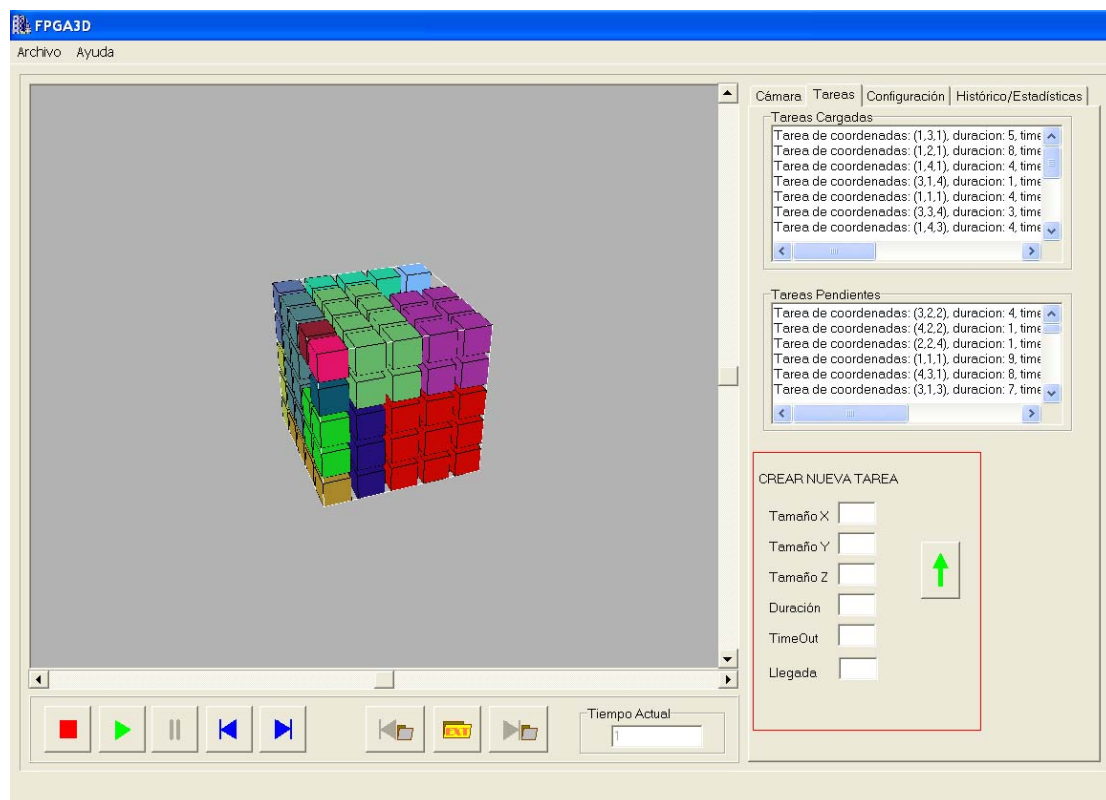 FPGA3D
Archivo Ayuda
Cámara Tareas Configuración Histórico/Estadísticas
Tareas Cargadas
Tarea de coordenadas: (1,3,1), duracion: 5, time
Tarea de coordenadas: (1,2,1), duracion: 8, time
Tarea de coordenadas: (1,4,1), duracion: 4, time
Tarea de coordenadas: (3,1,4), duracion: 1, time
Tarea de coordenadas: (1,1,1), duracion: 4, time
Tarea de coordenadas: (3,3,4), duracion: 3, time
Tarea de coordenadas: (1,4,3), duracion: 4, time
Tareas Pendientes
Tarea de coordenadas: (3,2,2), duracion: 4, time
Tarea de coordenadas: (4,2,2), duracion: 1, time
Tarea de coordenadas: (2,2,4), duracion: 1, time
Tarea de coordenadas: (1,1,1), duracion: 9, time
Tarea de coordenadas: (4,3,1), duracion: 8, time
Tarea de coordenadas: (3,1,3), duracion: 7, time
CREAR NUEVA TAREA
Tamaño X
Tamaño Y
Tamaño Z
Duración
TimeOut
Llegada
EXT
Tiempo Actual
1